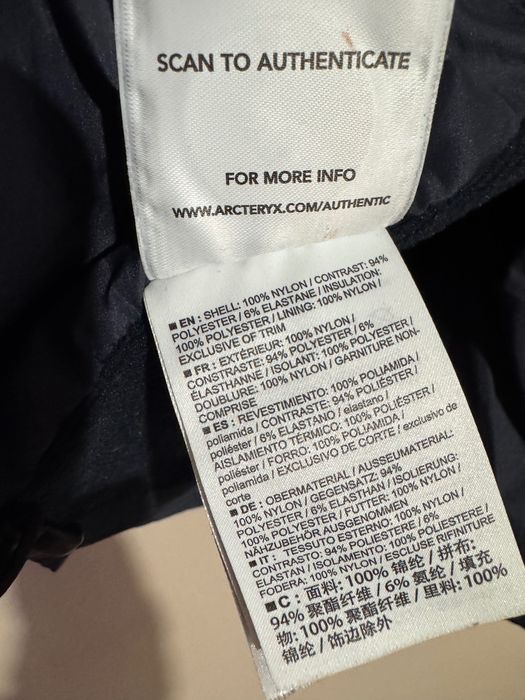 SCAN TO AUTHENTICATE
FOR MORE INFO
WWW.ARCTERYX.COM/AUTHENTIC
■ EN : SHELL: 100% NYLON / CONTRAST: 94%
POLYESTER / 6% ELASTANE / INSULATION:
100% POLYESTER / LINING: 100% NYLON /
EXCLUSIVE OF TRIM
■ FR : EXTÉRIEUR: 100% NYLON /
CONSTRASTE: 94% POLYESTER / 6%
ÉLASTHANNE / ISOLANT: 100% POLYESTER /
DOUBLURE: 100% NYLON / GARNITURE NON-
COMPRISE
■ ES : REVESTIMIENTO: 100% POLIAMIDA /
poliamida / CONTRASTE: 94% POLIÉSTER /
poliéster / 6% ELASTANO / elastano /
AISLAMIENTO TÉRMICO: 100% POLIÉSTER /
poliéster / FORRO: 100% POLIAMIDA /
poliamida / EXCLUSIVO DE CORTE / exclusivo de
corte
■ DE : OBERMATERIAL / AUSSEUMATERIAL:
100% NYLON / GEGENSATZ: 94%
POLYESTER / 6% ELASTHAN / ISOLIERUNG:
100% POLYESTER / FUTTER: 100% NYLON /
NÄHZUBEHÖR AUSGENOMMEN
■ IT : TESSUTO ESTERNO: 100% NYLON /
CONTRASTO: 94% POLIESTERE / 6%
ELASTAN / ISOLAMENTO: 100% POLIESTERE /
FODERA: 100% NYLON / ESCLUSE RIFINITURE
■ C : 面料: 100% 锦纶 / 拼布:
94% 聚酯纤维 / 6% 氨纶 / 填充
物: 100% 聚酯纤维 / 里料: 100%
锦纶 / 饰边除外